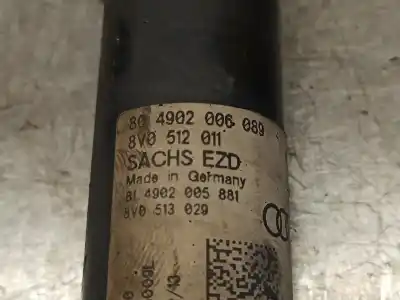 80 4902 006 089
8V0 512 011
SACHS EZD
Made in Germany
81 4902 005 881
8V0 513 029